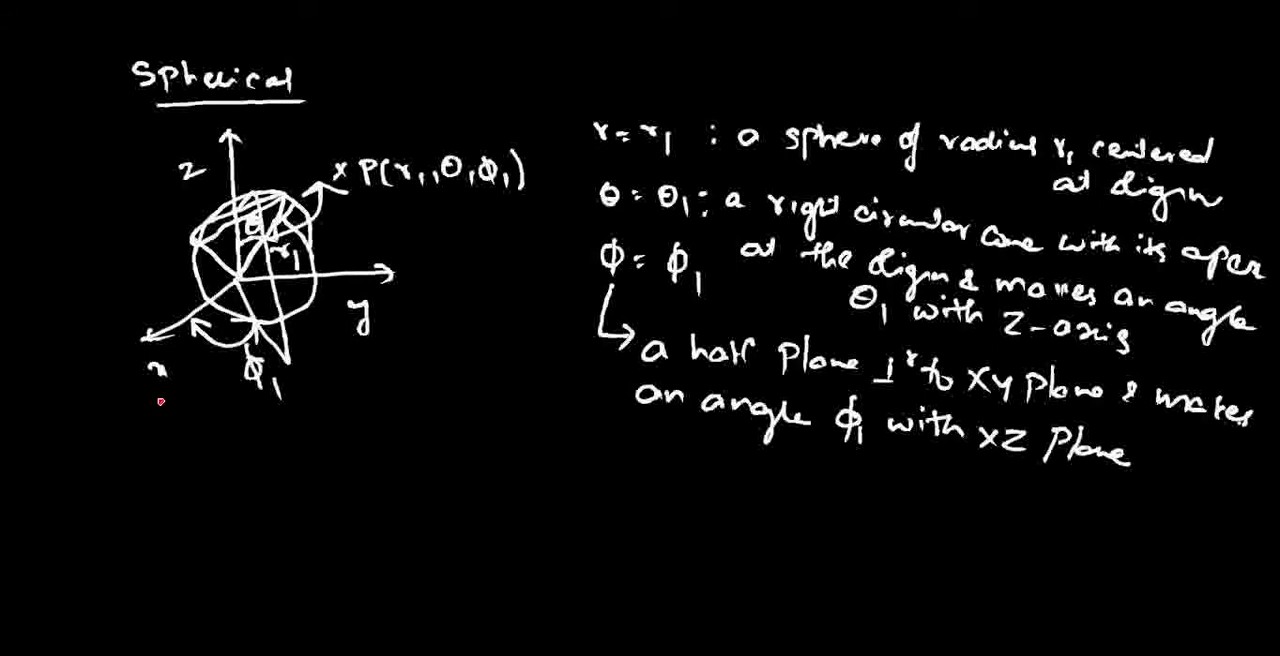 Spherical
z
x P(r₁, θ, ϕ₁)
θ
r₁
y
x
ϕ₁
r = r₁ : a sphere of radius r₁ centered
at origin
θ = θ₁ : a right circular cone with its apex
at the origin & makes an angle
θ₁ with z-axis
ϕ = ϕ₁
↳ a half plane ⊥ʳ to XY plane & makes
an angle ϕ₁ with XZ plane